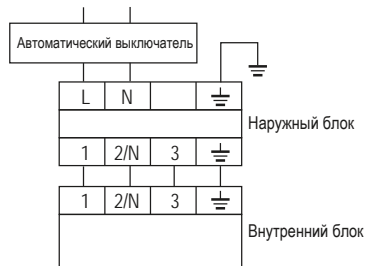 Автоматический выключатель
L N
Наружный блок
1 2/N 3
1 2/N 3
Внутренний блок